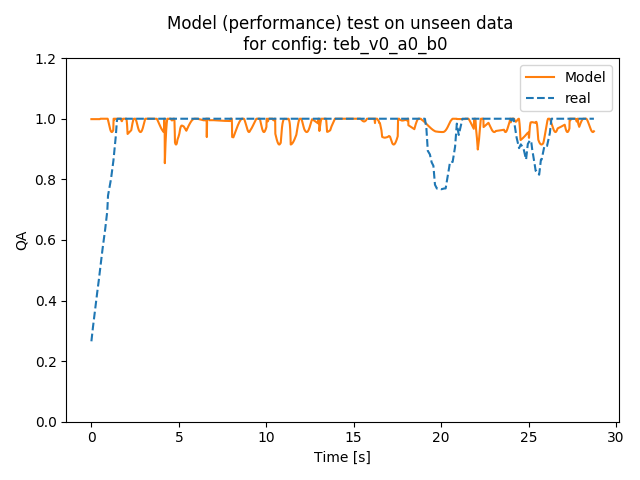 Model (performance) test on unseen data
for config: teb_v0_a0_b0
1.2
1.0
0.8
0.6
0.4
0.2
0.0
QA
Model
real
0
5
10
15
20
25
30
Time [s]